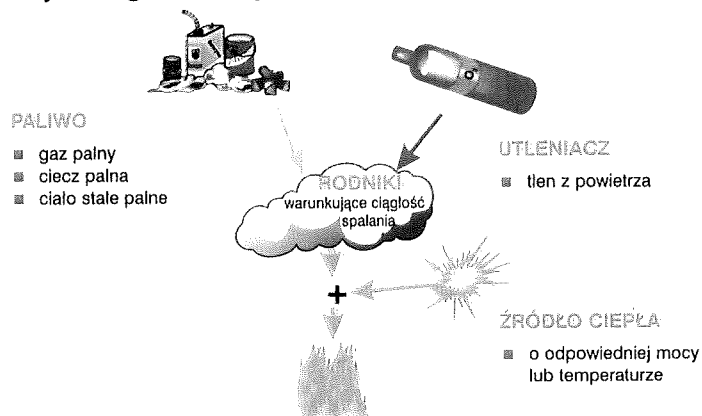 PALIWO
gaz palny
ciecz palna
ciało stałe palne
O₂
UTLENIACZ
tlen z powietrza
RODNIKI
warunkujące ciągłość
spalania
+
ŹRÓDŁO CIEPŁA
o odpowiedniej mocy
lub temperaturze